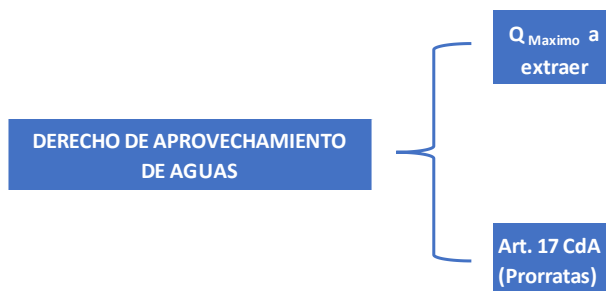 Q Maximo a
extraer
DERECHO DE APROVECHAMIENTO
DE AGUAS
Art. 17 CdA
(Prorratas)